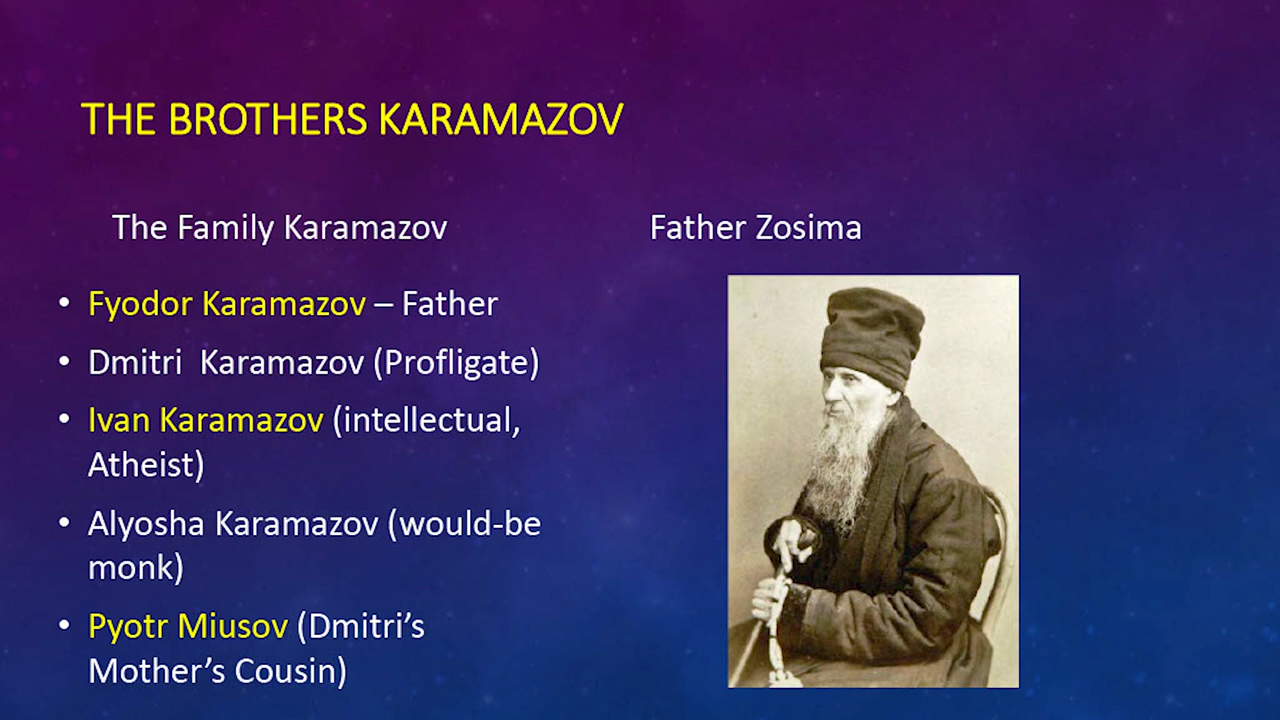 THE BROTHERS KARAMAZOV
The Family Karamazov
• Fyodor Karamazov – Father
• Dmitri  Karamazov (Profligate)
• Ivan Karamazov (intellectual,
Atheist)
• Alyosha Karamazov (would-be
monk)
• Pyotr Miusov (Dmitri’s
Mother’s Cousin)
Father Zosima